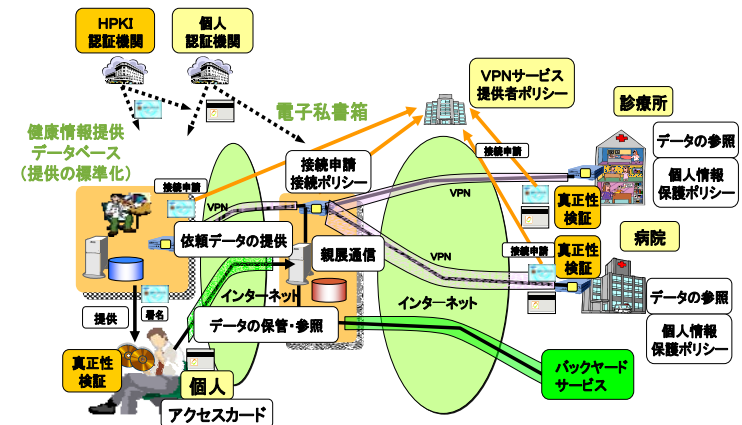 HPKI
認証機関
個人
認証機関
電子私書箱
VPNサービス
提供者ポリシー
診療所
健康情報提供
データベース
(提供の標準化)
接続申請
接続ポリシー
接続申請
データの参照
個人情報
保護ポリシー
接続申請
VPN
VPN
真正性
検証
依頼データの提供
親展通信
VPN
接続申請
真正性
検証
病院
インターネット
インターネット
データの参照
提供
署名
データの保管・参照
個人情報
保護ポリシー
真正性
検証
個人
バックヤード
サービス
アクセスカード